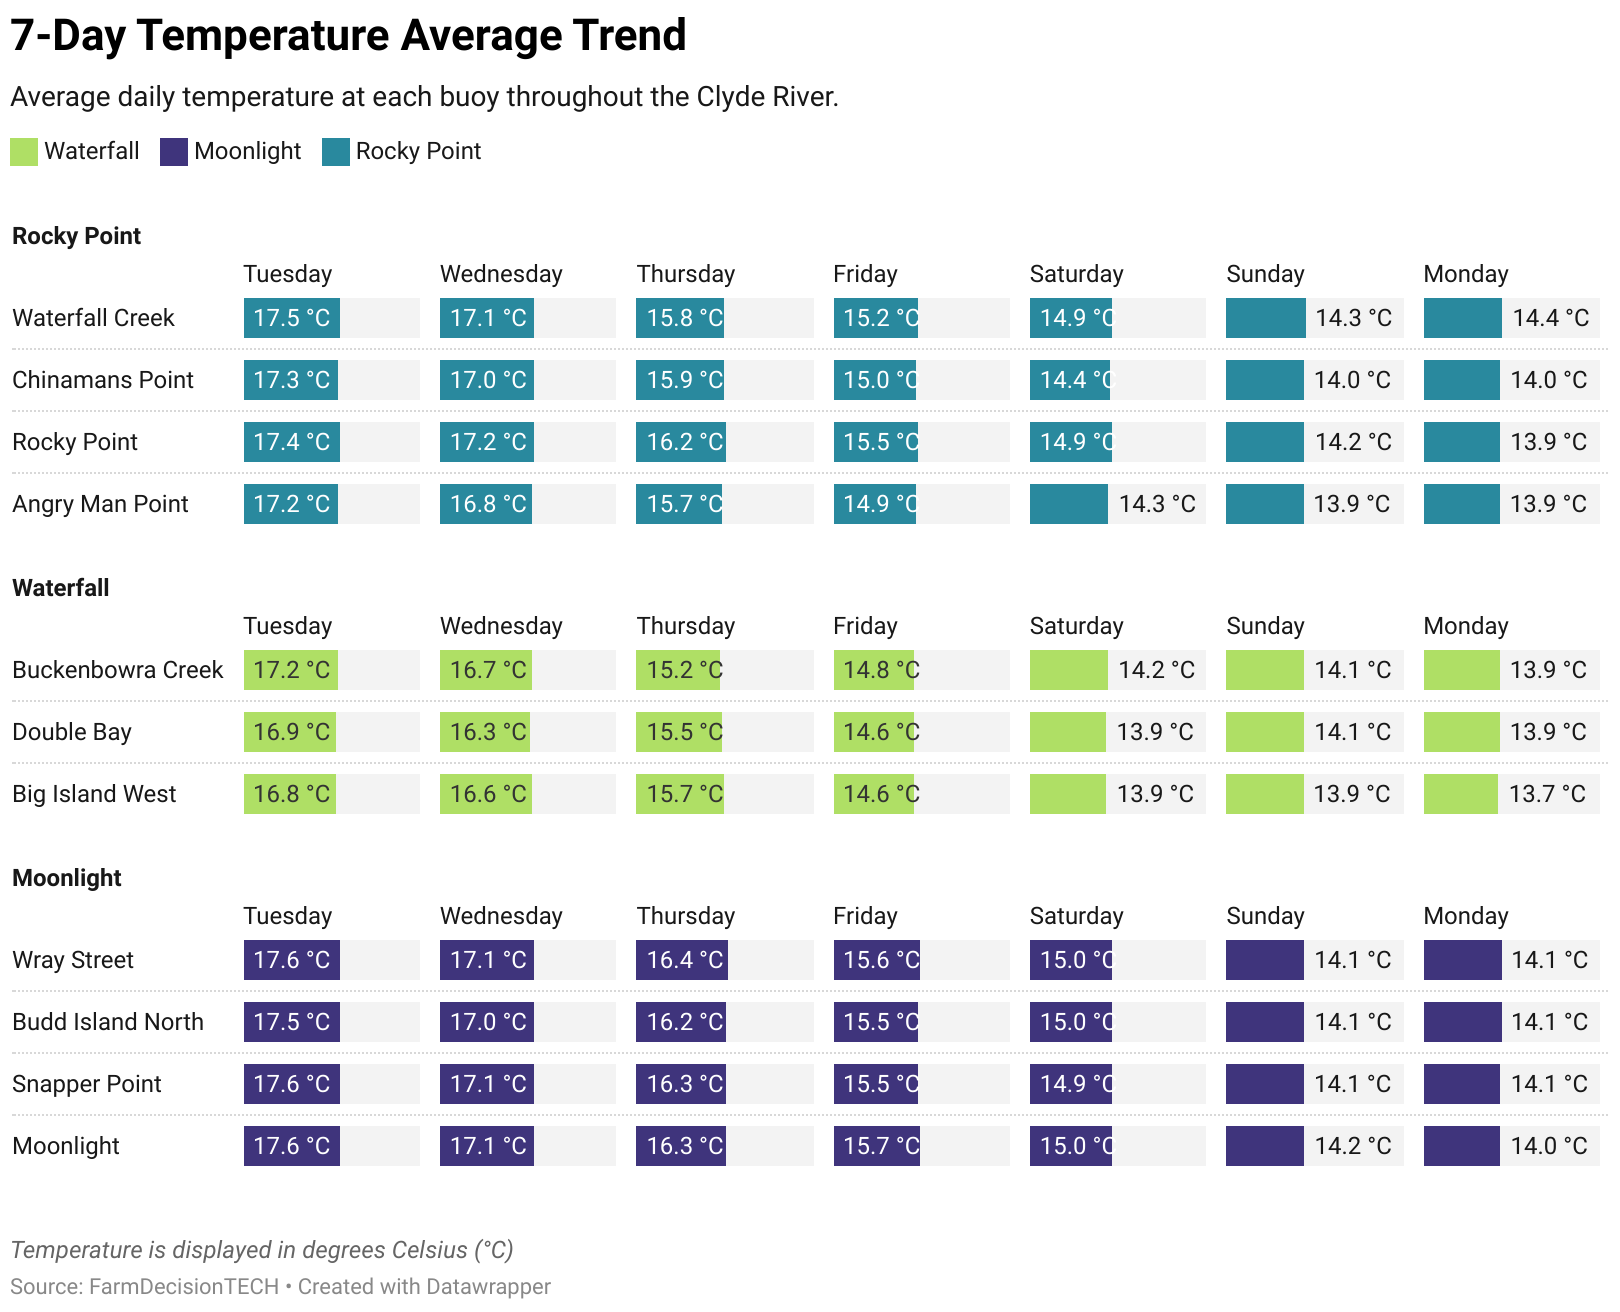 7-Day Temperature Average Trend
Average daily temperature at each buoy throughout the Clyde River.
Waterfall Moonlight Rocky Point
Rocky Point
Tuesday Wednesday Thursday Friday Saturday Sunday Monday
Waterfall Creek 17.5 °C 17.1 °C 15.8 °C 15.2 °C 14.9 °C 14.3 °C 14.4 °C
Chinamans Point 17.3 °C 17.0 °C 15.9 °C 15.0 °C 14.4 °C 14.0 °C 14.0 °C
Rocky Point 17.4 °C 17.2 °C 16.2 °C 15.5 °C 14.9 °C 14.2 °C 13.9 °C
Angry Man Point 17.2 °C 16.8 °C 15.7 °C 14.9 °C 14.3 °C 13.9 °C 13.9 °C
Waterfall
Tuesday Wednesday Thursday Friday Saturday Sunday Monday
Buckenbowra Creek 17.2 °C 16.7 °C 15.2 °C 14.8 °C 14.2 °C 14.1 °C 13.9 °C
Double Bay 16.9 °C 16.3 °C 15.5 °C 14.6 °C 13.9 °C 14.1 °C 13.9 °C
Big Island West 16.8 °C 16.6 °C 15.7 °C 14.6 °C 13.9 °C 13.9 °C 13.7 °C
Moonlight
Tuesday Wednesday Thursday Friday Saturday Sunday Monday
Wray Street 17.6 °C 17.1 °C 16.4 °C 15.6 °C 15.0 °C 14.1 °C 14.1 °C
Budd Island North 17.5 °C 17.0 °C 16.2 °C 15.5 °C 15.0 °C 14.1 °C 14.1 °C
Snapper Point 17.6 °C 17.1 °C 16.3 °C 15.5 °C 14.9 °C 14.1 °C 14.1 °C
Moonlight 17.6 °C 17.1 °C 16.3 °C 15.7 °C 15.0 °C 14.2 °C 14.0 °C
Temperature is displayed in degrees Celsius (°C)
Source: FarmDecisionTECH • Created with Datawrapper